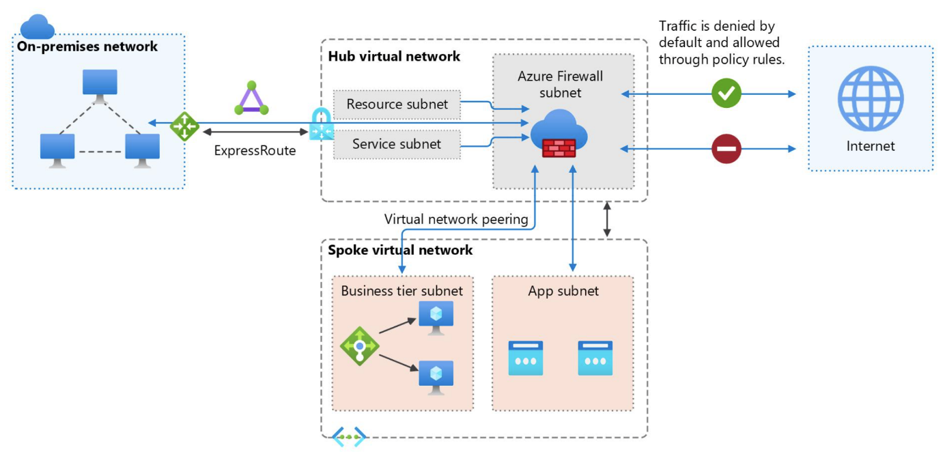 On-premises network
ExpressRoute
Hub virtual network
Resource subnet
Service subnet
Azure Firewall
subnet
Traffic is denied by
default and allowed
through policy rules.
Internet
Virtual network peering
Spoke virtual network
Business tier subnet
App subnet